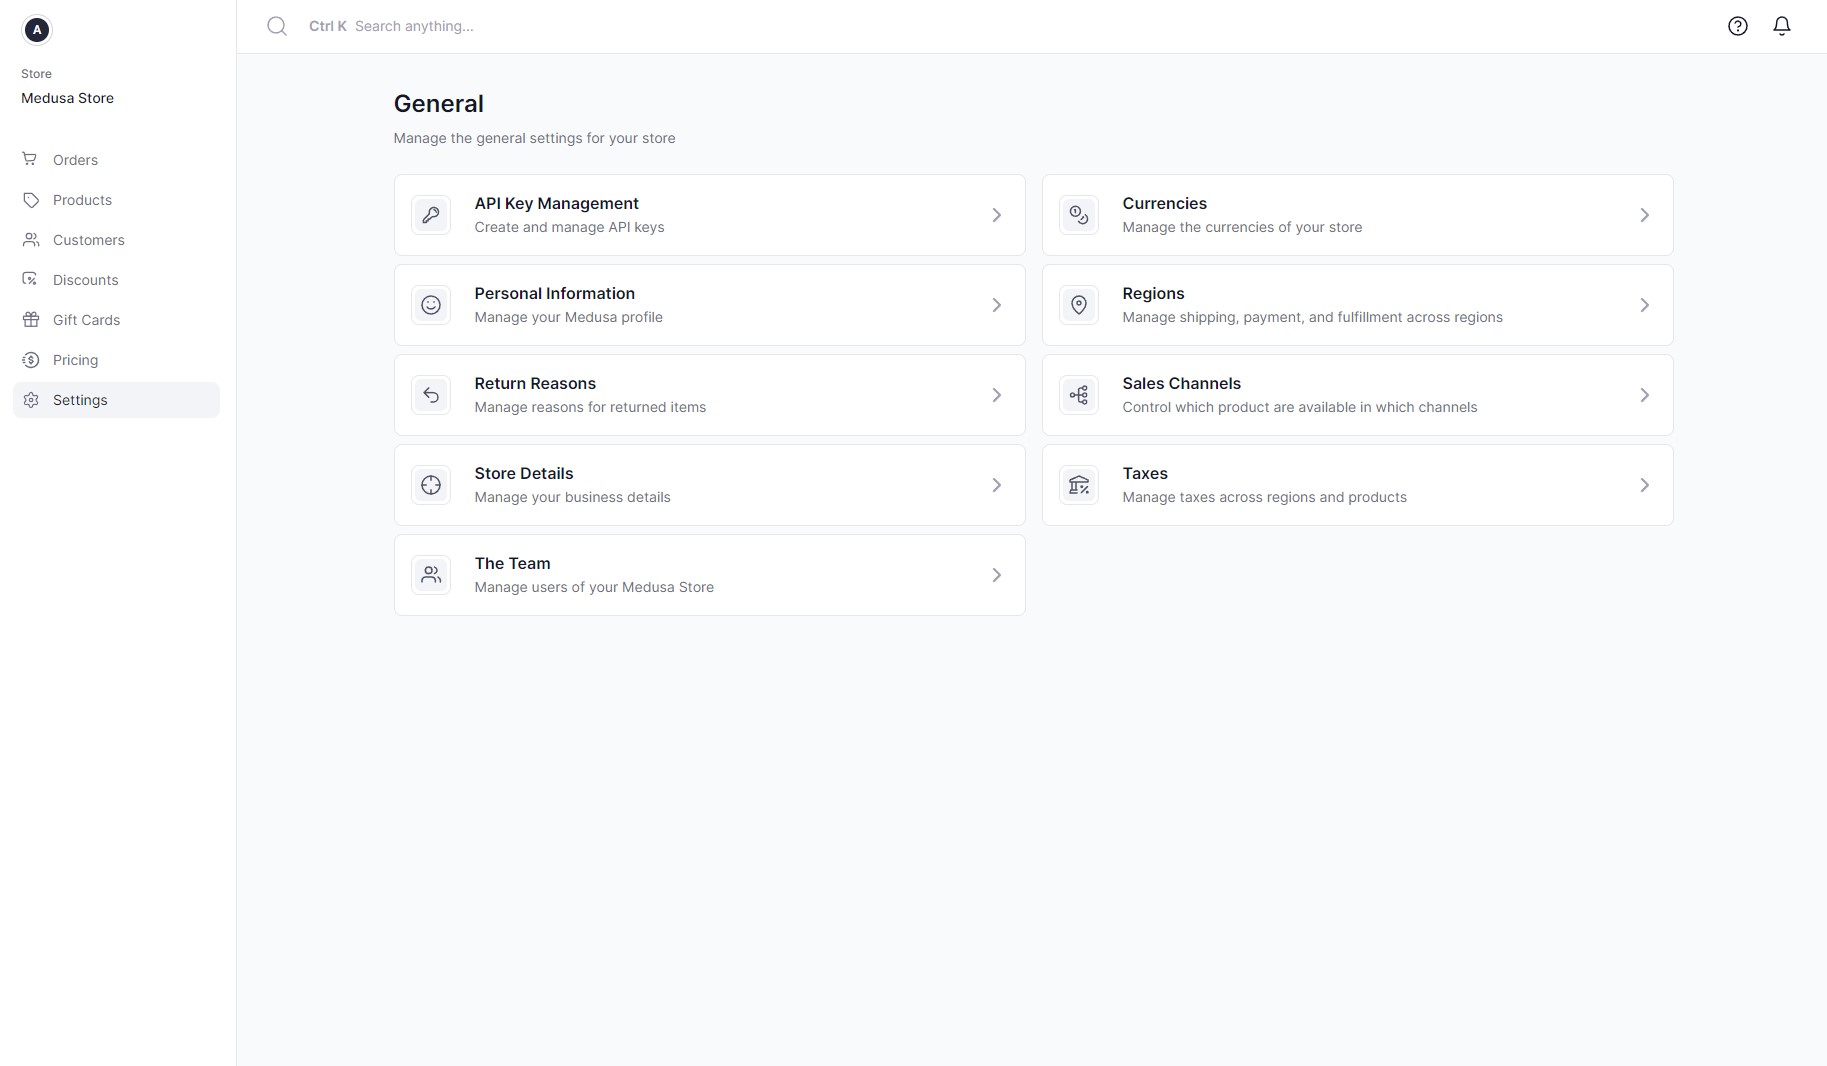 A
Store
Medusa Store
Orders
Products
Customers
Discounts
Gift Cards
Pricing
Settings
Ctrl K Search anything...
General
Manage the general settings for your store
API Key Management
Create and manage API keys
Currencies
Manage the currencies of your store
Personal Information
Manage your Medusa profile
Regions
Manage shipping, payment, and fulfillment across regions
Return Reasons
Manage reasons for returned items
Sales Channels
Control which product are available in which channels
Store Details
Manage your business details
Taxes
Manage taxes across regions and products
The Team
Manage users of your Medusa Store